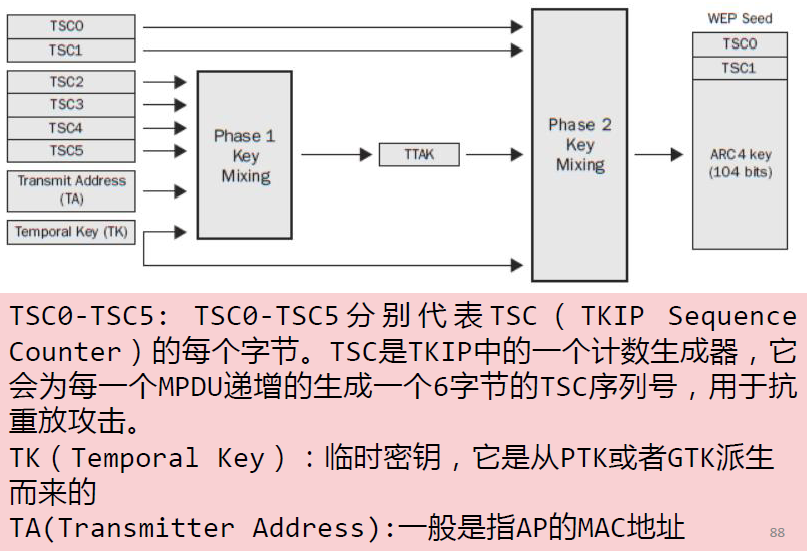 TSC0
TSC1
TSC2
TSC3
TSC4
TSC5
Transmit Address
(TA)
Temporal Key (TK)
Phase 1
Key
Mixing
TTAK
Phase 2
Key
Mixing
WEP Seed
TSC0
TSC1
ARC4 key
(104 bits)
TSC0-TSC5: TSC0-TSC5分别代表TSC（ TKIP Sequence
Counter）的每个字节。TSC是TKIP中的一个计数生成器，它
会为每一个MPDU递增的生成一个6字节的TSC序列号，用于抗
重放攻击。
TK（Temporal Key）：临时密钥，它是从PTK或者GTK派生
而来的
TA(Transmitter Address):一般是指AP的MAC地址
88